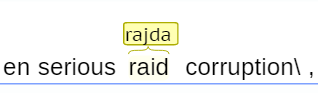 rajda
en serious raid corruption\ ,